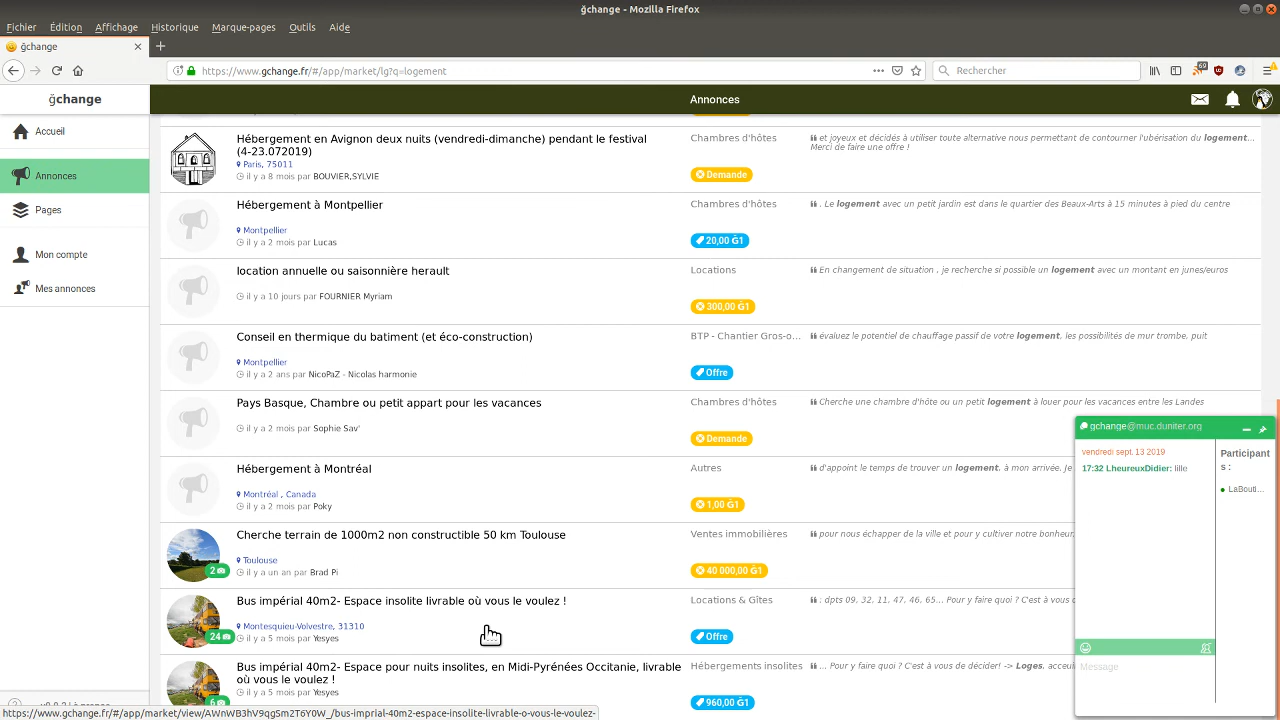 ğchange - Mozilla Firefox
Fichier Édition Affichage Historique Marque-pages Outils Aide
ğchange
https://www.gchange.fr/#/app/market/lg?q=logement
Rechercher
69
ğchange
Annonces
Accueil
Annonces
Pages
Mon compte
Mes annonces
Hébergement en Avignon deux nuits (vendredi-dimanche) pendant le festival
(4-23.072019)
Paris, 75011
il y a 8 mois par BOUVIER,SYLVIE
Chambres d'hôtes
Demande
et joyeux et décidés à utiliser toute alternative nous permettant de contourner l'ubérisation du logement...
Merci de faire une offre !
Hébergement à Montpellier
Montpellier
il y a 2 mois par Lucas
Chambres d'hôtes
20,00 Ğ1
. Le logement avec un petit jardin est dans le quartier des Beaux-Arts à 15 minutes à pied du centre
location annuelle ou saisonnière herault
il y a 10 jours par FOURNIER Myriam
Locations
300,00 Ğ1
En changement de situation , je recherche si possible un logement avec un montant en junes/euros
Conseil en thermique du batiment (et éco-construction)
Montpellier
il y a 2 ans par NicoPaZ - Nicolas harmonie
BTP - Chantier Gros-o...
Offre
évaluez le potentiel de chauffage passif de votre logement, les possibilités de mur trombe, puit
Pays Basque, Chambre ou petit appart pour les vacances
il y a 2 mois par Sophie Sav'
Chambres d'hôtes
Demande
Cherche une chambre d'hôte ou un petit logement à louer pour les vacances entre les Landes
Hébergement à Montréal
Montréal , Canada
il y a 2 mois par Poky
Autres
1,00 Ğ1
d'appoint le temps de trouver un logement, à mon arrivée. Je
Cherche terrain de 1000m2 non constructible 50 km Toulouse
Toulouse
il y a un an par Brad Pi
2
Ventes immobilières
40 000,00 Ğ1
pour nous échapper de la ville et pour y cultiver notre bonheur,
Bus impérial 40m2- Espace insolite livrable où vous le voulez !
Montesquieu-Volvestre, 31310
il y a 5 mois par Yesyes
24
Locations & Gîtes
Offre
: dpts 09, 32, 11, 47, 46, 65... Pour y faire quoi ? C'est à vous
Bus impérial 40m2- Espace pour nuits insolites, en Midi-Pyrénées Occitanie, livrable
où vous le voulez !
il y a 5 mois par Yesyes
6
Hébergements insolites
960,00 Ğ1
... Pour y faire quoi ? C'est à vous de décider! -> Loges,
gchange@muc.duniter.org
vendredi sept. 13 2019
17:32 LheureuxDidier: lille
Participant
s :
LaBouti...
Message
https://www.gchange.fr/#/app/market/view/AWnWB3hV9qgSm2T6YOW_/bus-imprial-40m2-espace-insolite-livrable-o-vous-le-voulez-